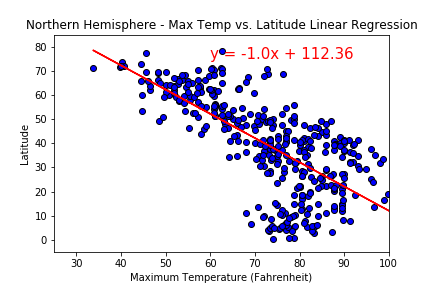 Northern Hemisphere - Max Temp vs. Latitude Linear Regression
y = -1.0x + 112.36
80
70
60
50
40
30
20
10
0
Latitude
30 40 50 60 70 80 90 100
Maximum Temperature (Fahrenheit)